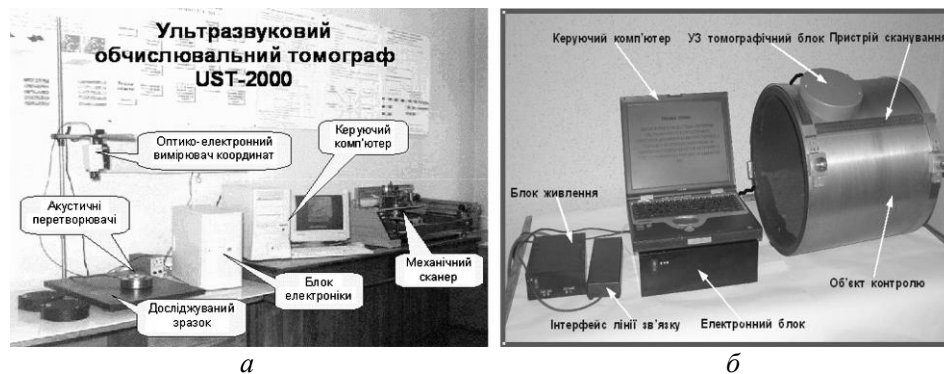 Ультразвуковий
обчислювальний томограф
UST-2000
Оптико-електронний
вимірювач координат
Керуючий
комп'ютер
Акустичні
перетворювачі
Механічний
сканер
Блок
електроніки
Досліджуваний
зразок
а
Керуючий комп'ютер
УЗ томографічний блок
Пристрій сканування
Блок живлення
Об'єкт контролю
Інтерфейс лінії зв'язку
Електронний блок
б